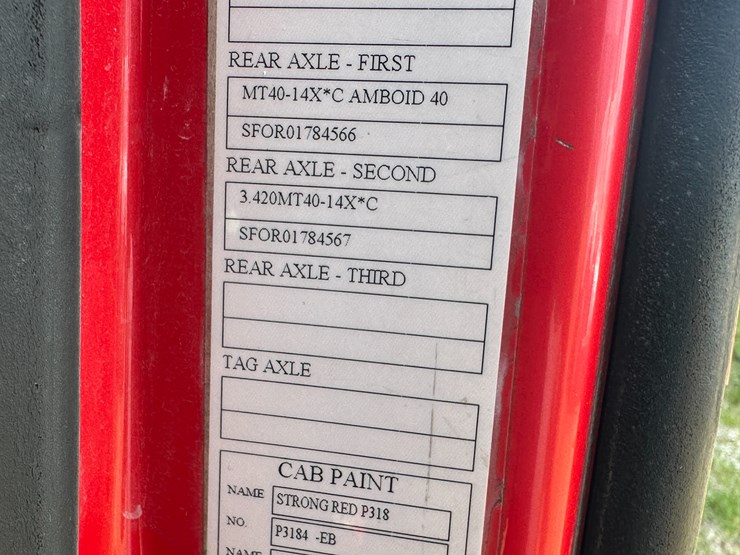 REAR AXLE - FIRST
MT40-14X*C AMBOID 40
SFOR01784566
REAR AXLE - SECOND
3.420MT40-14X*C
SFOR01784567
REAR AXLE - THIRD
TAG AXLE
CAB PAINT
NAME STRONG RED P318
NO. P3184 -EB
NAME